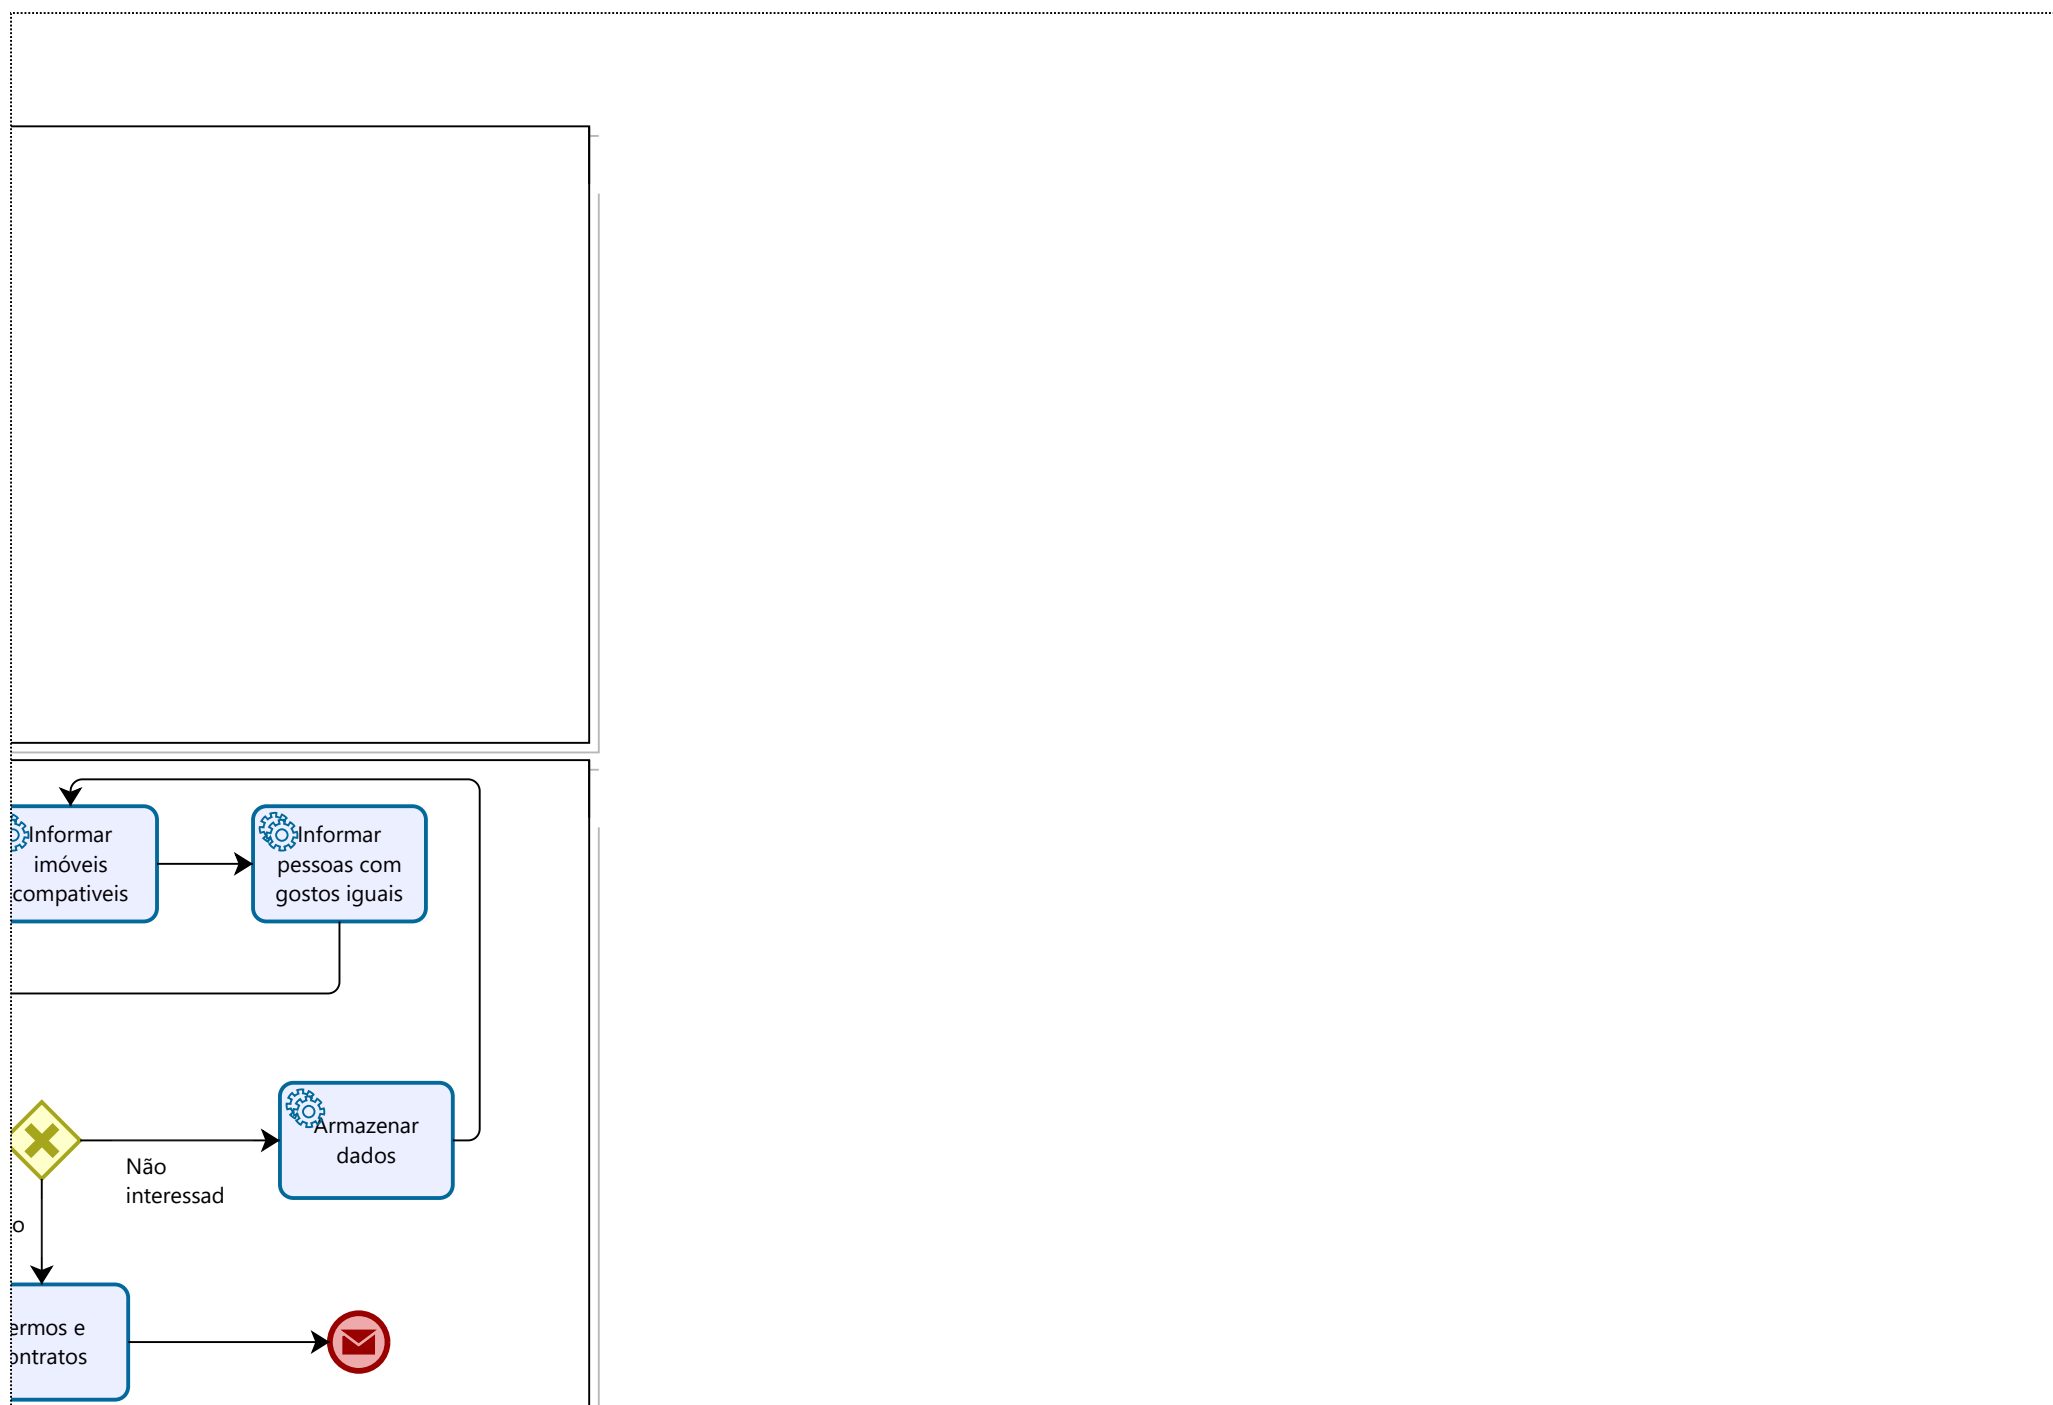 Informar
imóveis
compativeis
Informar
pessoas com
gostos iguais
Armazenar
dados
Não
interessad
o
ermos e
ontratos